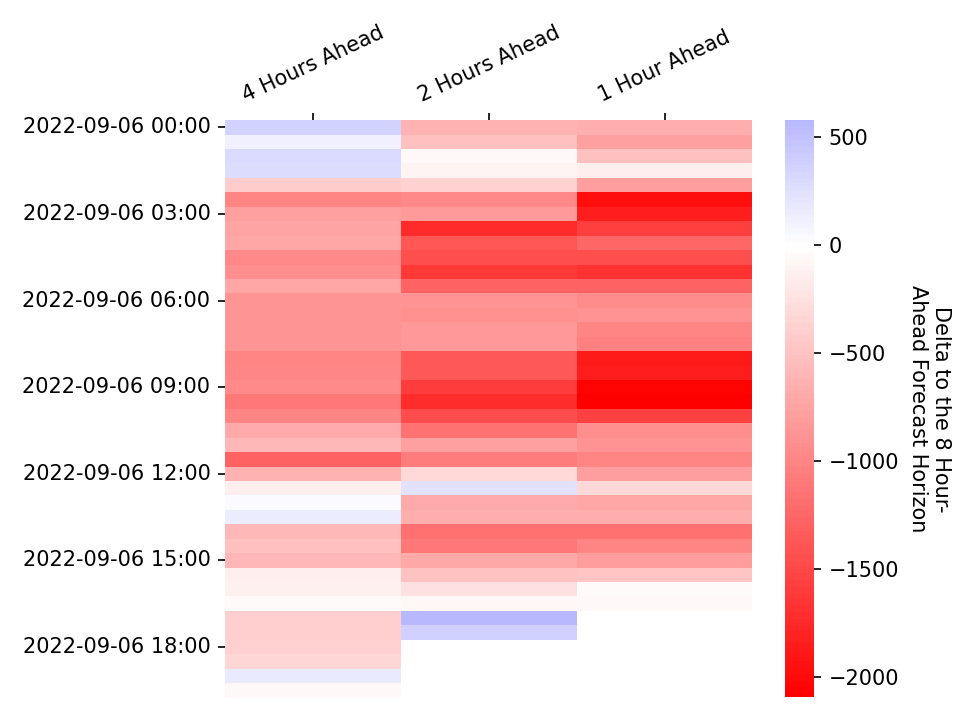 4 Hours Ahead
2 Hours Ahead
1 Hour Ahead
2022-09-06 00:00
2022-09-06 03:00
2022-09-06 06:00
2022-09-06 09:00
2022-09-06 12:00
2022-09-06 15:00
2022-09-06 18:00
500
0
−500
−1000
−1500
−2000
Delta to the 8 Hour-
Ahead Forecast Horizon